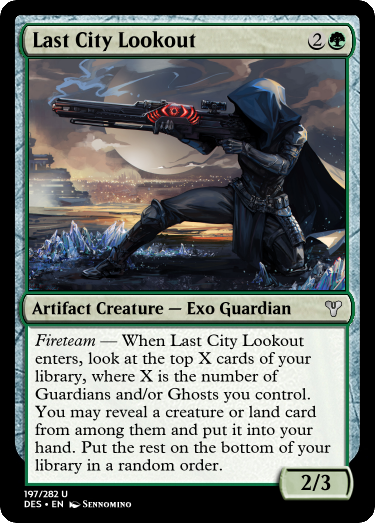 Last City Lookout 2
Artifact Creature — Exo Guardian
Fireteam — When Last City Lookout
enters, look at the top X cards of your
library, where X is the number of
Guardians and/or Ghosts you control.
You may reveal a creature or land card
from among them and put it into your
hand. Put the rest on the bottom of your
library in a random order.
2/3
197/282 U
DES • EN Sennomino